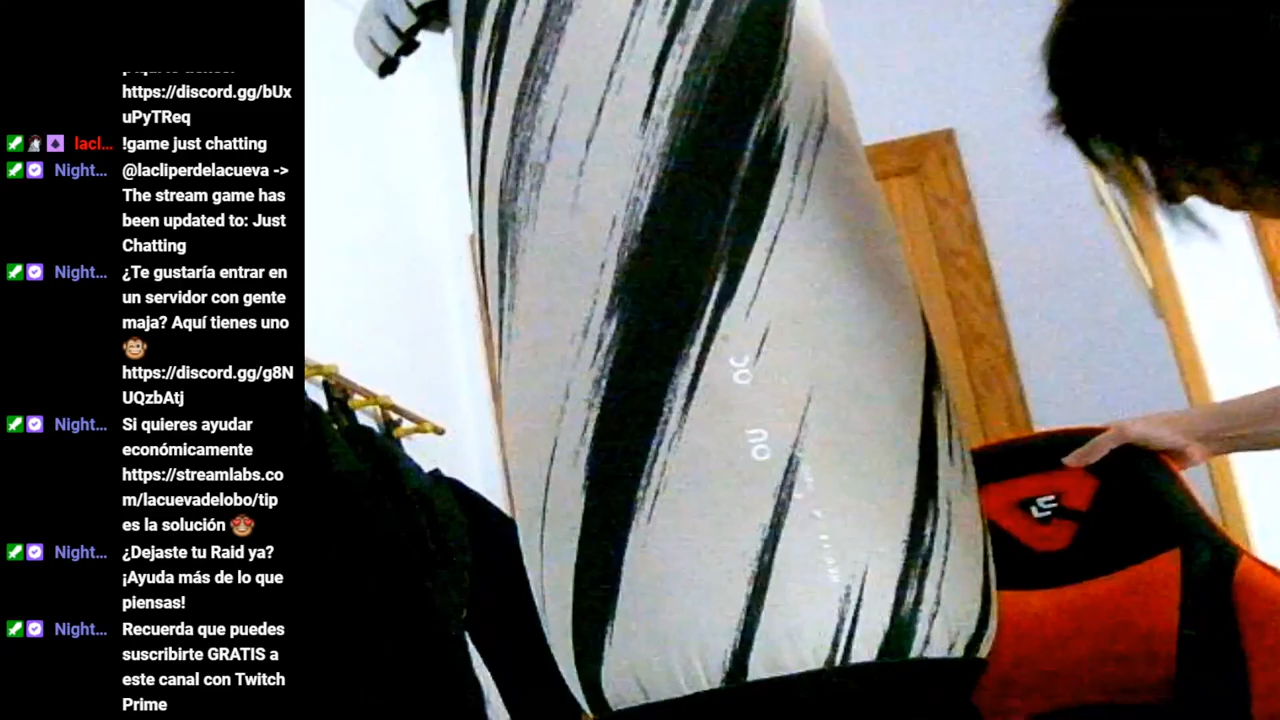 https://discord.gg/bUx
uPyTReq
lacl... !game just chatting
Night... @lacliperdelacueva ->
The stream game has
been updated to: Just
Chatting
Night... ¿Te gustaría entrar en
un servidor con gente
maja? Aquí tienes uno
🐵
https://discord.gg/g8N
UQzbAtj
Night... Si quieres ayudar
económicamente
https://streamlabs.co
m/lacuevadelobo/tip
es la solución 😍
Night... ¿Dejaste tu Raid ya?
¡Ayuda más de lo que
piensas!
Night... Recuerda que puedes
suscribirte GRATIS a
este canal con Twitch
Prime